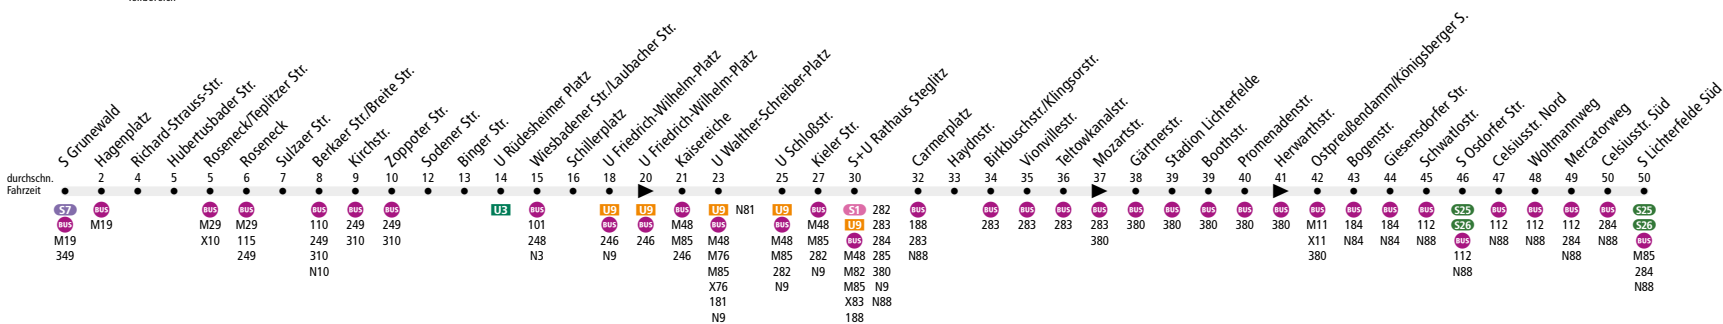 S Grunewald
Hagenplatz
Richard-Strauss-Str.
Hubertusbader Str.
Roseneck/Teplitzer Str.
Roseneck
Sulzaer Str.
Berkaer Str./Breite Str.
Kirchstr.
Zoppoter Str.
Sodener Str.
Binger Str.
U Rüdesheimer Platz
Wiesbadener Str./Laubacher Str.
Schillerplatz
U Friedrich-Wilhelm-Platz
U Friedrich-Wilhelm-Platz
Kaisereiche
U Walther-Schreiber-Platz
U Schloßstr.
Kieler Str.
S+U Rathaus Steglitz
Carmerplatz
Haydnstr.
Birkbuschstr./Klingsorstr.
Vionvillestr.
Teltowkanalstr.
Mozartstr.
Gärtnerstr.
Stadion Lichterfelde
Boothstr.
Promenadenstr.
Herwarthstr.
Ostpreußendamm/Königsberger S.
Bogenstr.
Giesensdorfer Str.
Schwatlostr.
S Osdorfer Str.
Celsiusstr. Nord
Woltmannweg
Mercatorweg
Celsiusstr. Süd
S Lichterfelde Süd
durchschn. 2 4 5 5 6 7 8 9 10 12 13 14 15 16 18 20 21 23 25 27 30 32 33 34 35 36 37 38 39 39 40 41 42 43 44 45 46 47 48 49 50 50
Fahrzeit
S7 BUS BUS BUS BUS BUS BUS U3 BUS U9 U9 BUS U9 N81 U9 BUS S1 282 BUS BUS BUS BUS BUS BUS BUS BUS BUS BUS BUS BUS BUS BUS S25 BUS BUS BUS BUS S25
BUS M19 M29 M29 110 249 249 101 BUS BUS M48 BUS BUS M48 U9 283 188 283 283 283 283 380 380 380 380 380 M11 184 184 112 S26 112 112 112 284 S26
M19 X10 115 249 310 310 248 246 246 M85 M48 M48 M85 BUS 284 283 380 X11 N84 N84 N88 BUS N88 N88 284 N88 BUS
349 249 310 N3 N9 246 M76 M85 282 M48 285 N88 380 112 N88 M85
N10 M85 282 N9 M82 380 N88 284
X76 N9 M85 N9 N88
181 X83 N88
N9 188